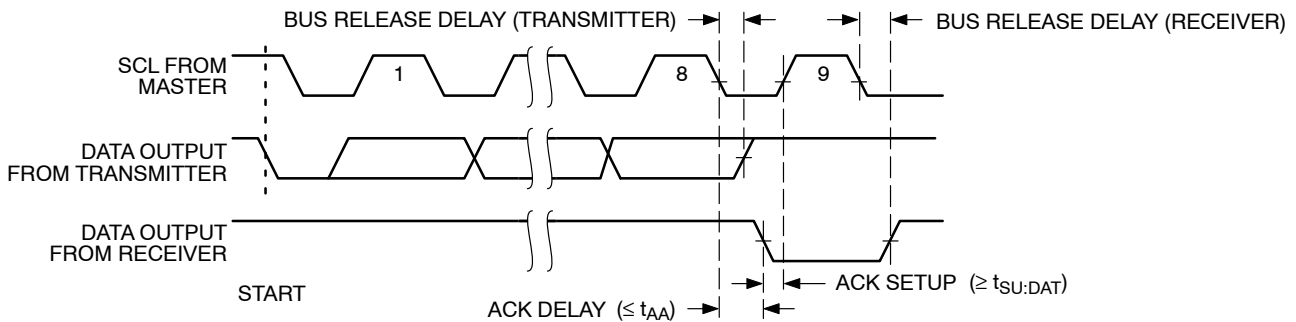 BUS RELEASE DELAY (TRANSMITTER)
BUS RELEASE DELAY (RECEIVER)
SCL FROM
MASTER
1
8
9
DATA OUTPUT
FROM TRANSMITTER
DATA OUTPUT
FROM RECEIVER
START
ACK SETUP (≥ tSU:DAT)
ACK DELAY (≤ tAA)